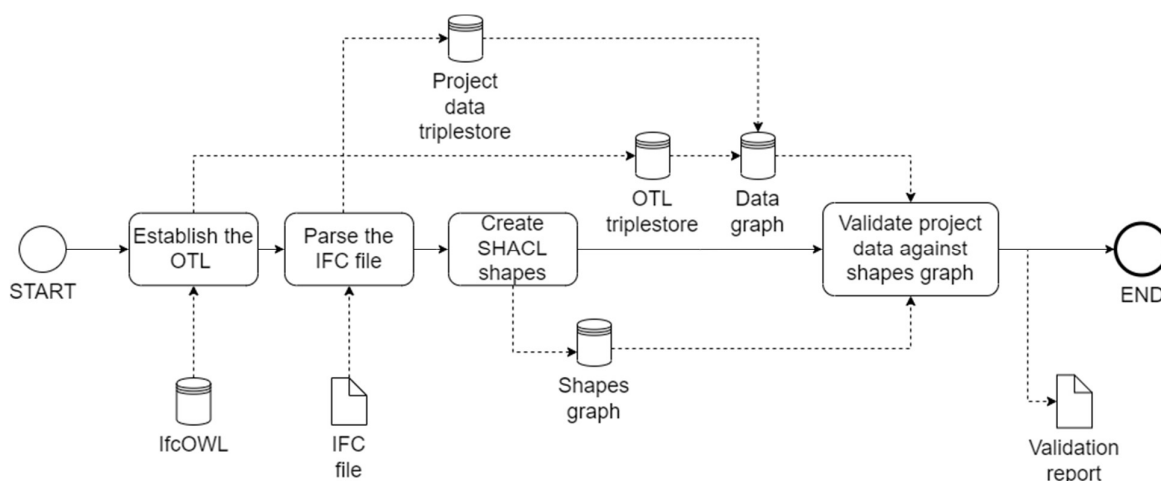 Project
data
triplestore
OTL
triplestore
Data
graph
START
Establish the
OTL
Parse the
IFC file
Create
SHACL
shapes
Validate project
data against
shapes graph
END
IfcOWL
IFC
file
Shapes
graph
Validation
report